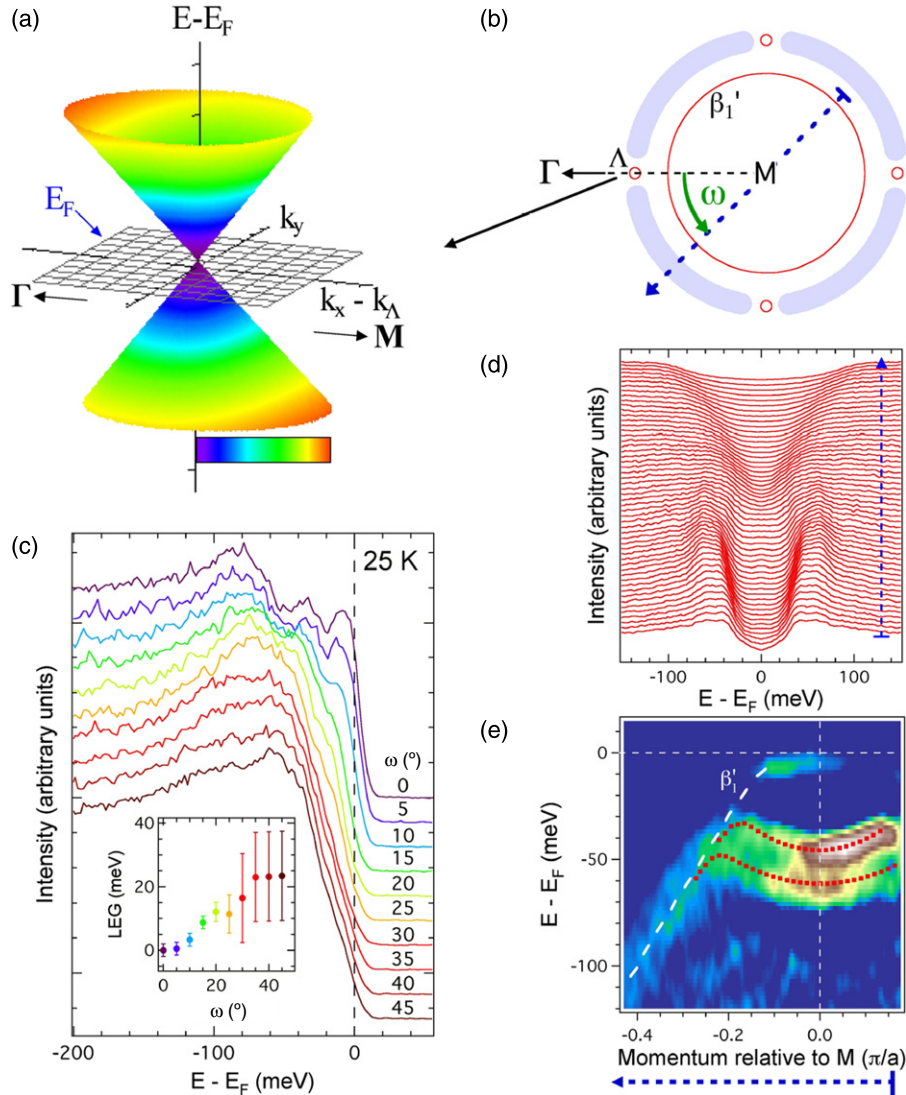 (a)
E-E_F
E_F
k_y
Γ
k_x - k_Λ
M
(b)
β₁'
Λ
Γ
M
ω
(c)
25 K
Intensity (arbitrary units)
ω (°)
0
5
10
15
20
25
30
35
40
45
40
20
0
LEG (meV)
0
20
40
ω (°)
-200
-100
0
E - E_F (meV)
(d)
Intensity (arbitrary units)
-100
0
100
E - E_F (meV)
(e)
0
-50
-100
E - E_F (meV)
β₁'
-0.4
-0.2
0.0
Momentum relative to M (π/a)